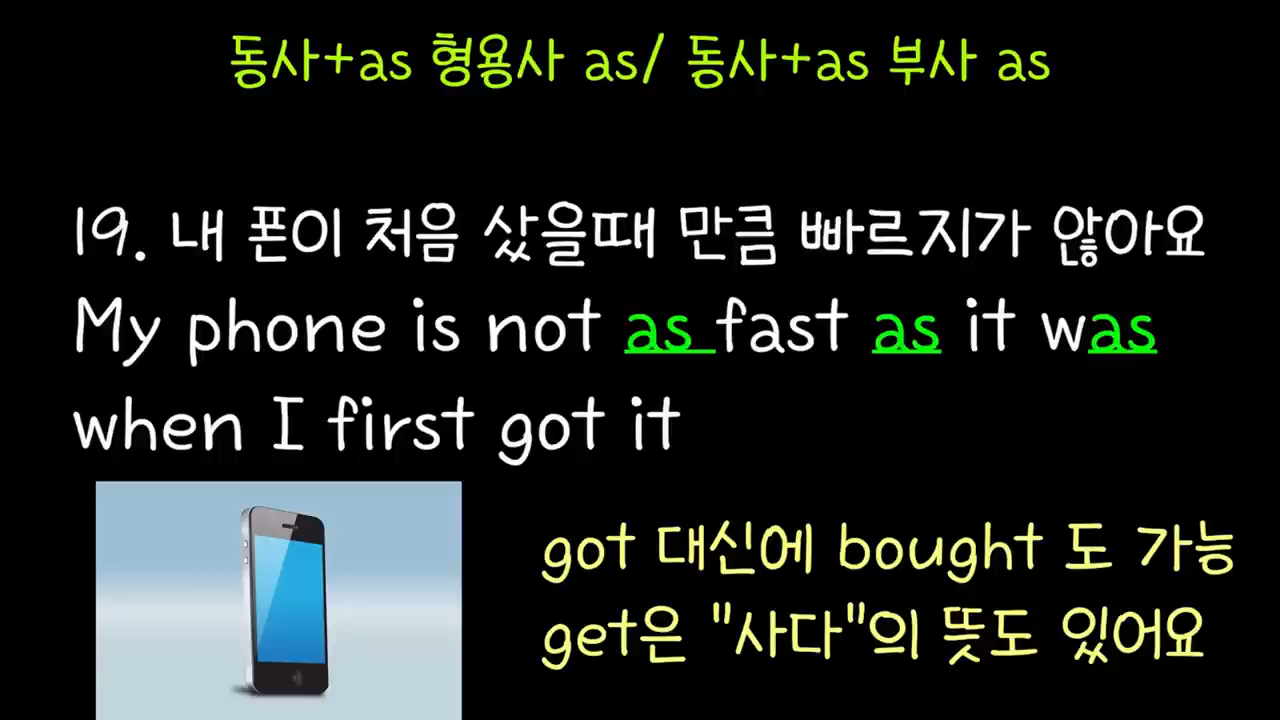 동사+as 형용사 as/ 동사+as 부사 as
19. 내 폰이 처음 샀을때 만큼 빠르지가 않아요
My phone is not as fast as it was
when I first got it
got 대신에 bought 도 가능
get은 "사다"의 뜻도 있어요